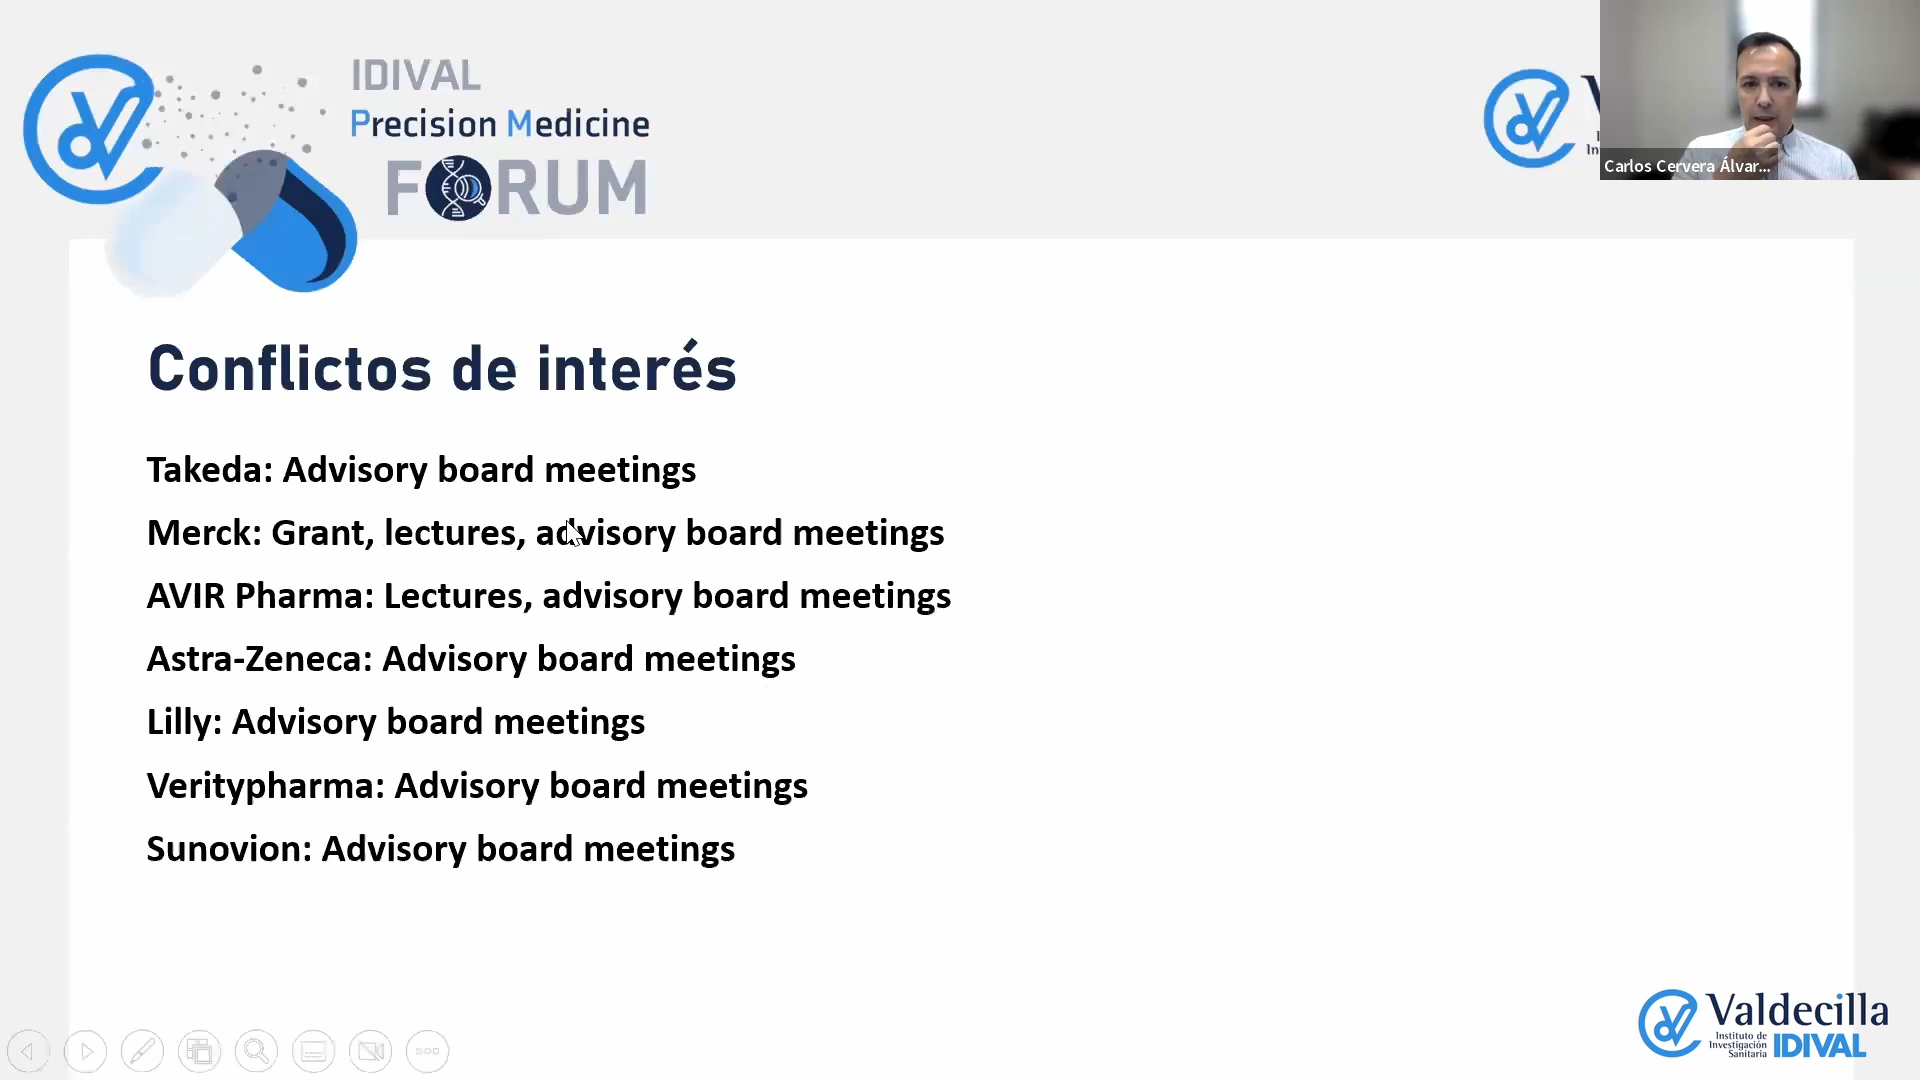 IDIVAL
Precision Medicine
FORUM
Carlos Cervera Álvar...
Conflictos de interés
Takeda: Advisory board meetings
Merck: Grant, lectures, advisory board meetings
AVIR Pharma: Lectures, advisory board meetings
Astra-Zeneca: Advisory board meetings
Lilly: Advisory board meetings
Veritypharma: Advisory board meetings
Sunovion: Advisory board meetings
Valdecilla
Instituto de
Investigación
Sanitaria
IDIVAL